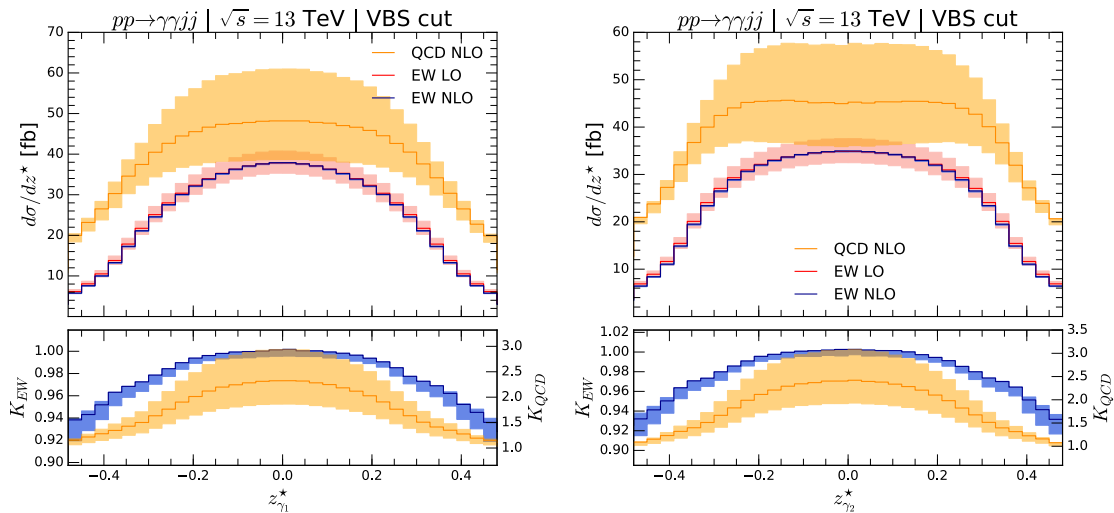 pp→γγjj | √s = 13 TeV | VBS cut
70
60
50
40
30
20
10
dσ/dz⋆ [fb]
QCD NLO
EW LO
EW NLO
1.00
0.98
0.96
0.94
0.92
0.90
K_EW
3.0
2.5
2.0
1.5
1.0
K_QCD
−0.4 −0.2 0.0 0.2 0.4
z⋆_γ1
pp→γγjj | √s = 13 TeV | VBS cut
60
50
40
30
20
10
0
dσ/dz⋆ [fb]
QCD NLO
EW LO
EW NLO
1.02
1.00
0.98
0.96
0.94
0.92
0.90
K_EW
3.5
3.0
2.5
2.0
1.5
1.0
K_QCD
−0.4 −0.2 0.0 0.2 0.4
z⋆_γ2